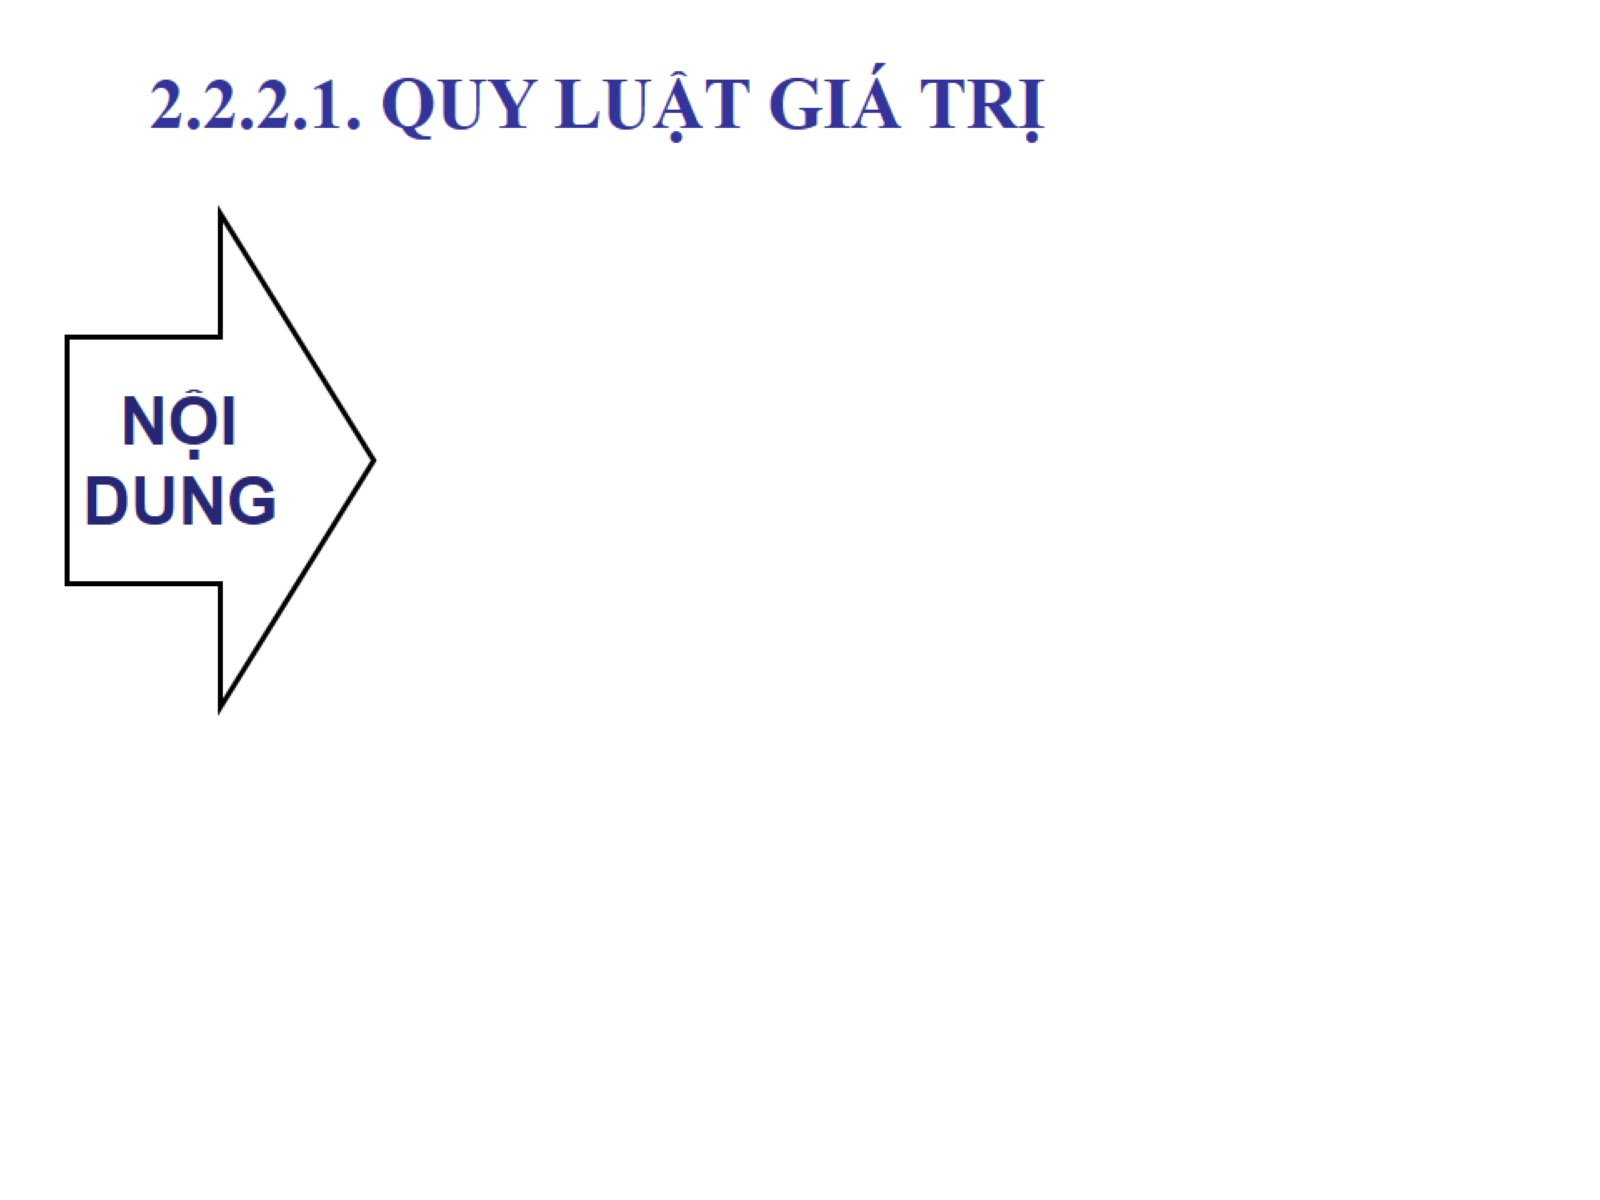 2.2.2.1. QUY LUẬT GIÁ TRỊ
NỘI
DUNG